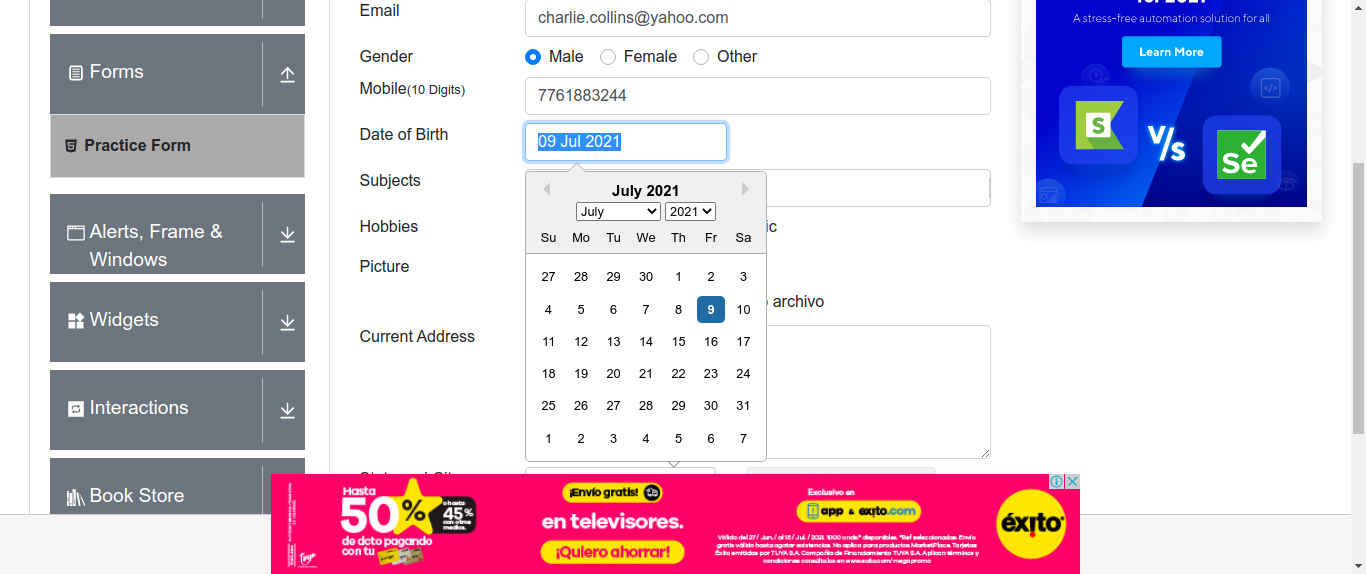 Forms
Practice Form
Alerts, Frame &
Windows
Widgets
Interactions
Book Store
Email
charlie.collins@yahoo.com
Gender
Male Female Other
Mobile(10 Digits)
7761883244
Date of Birth
09 Jul 2021
Subjects
Hobbies
ic
Picture
archivo
Current Address
July 2021
July 2021
Su Mo Tu We Th Fr Sa
27 28 29 30 1 2 3
4 5 6 7 8 9 10
11 12 13 14 15 16 17
18 19 20 21 22 23 24
25 26 27 28 29 30 31
1 2 3 4 5 6 7
A stress-free automation solution for all
Learn More
S
V/s
Se
Hasta
50%
o hasta
45%
con otros
medios.
de dcto pagando
con tu
¡Envío gratis!
en televisores.
¡Quiero ahorrar!
Exclusivo en
app & exito.com
Válido del 27 / Jun. / al 15 / Jul. / 2021. 1000 unds.* disponibles. *Ref seleccionadas. Envío
gratis válido hasta agotar existencias. No aplica para productos MarketPlace. Tarjetas
Éxito emitidas por TUYA S.A. Compañía de Financiamiento TUYA S.A. Aplican términos y
condiciones consúltalos en www.exito.com/megapromo
éxito